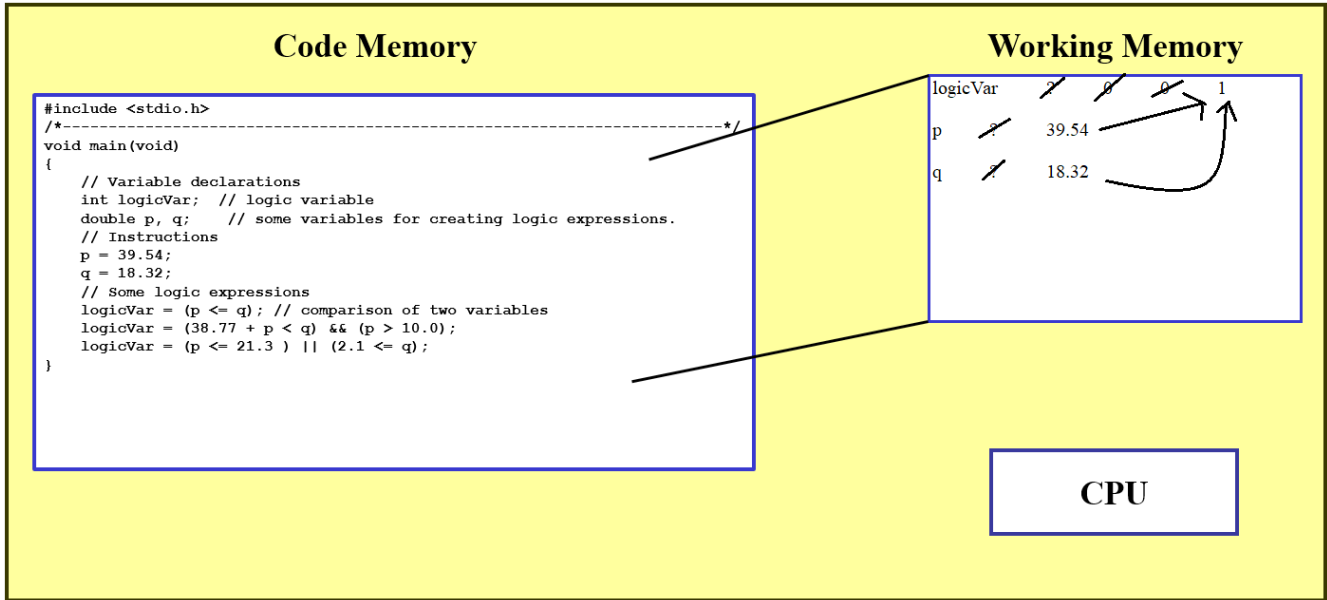 Code Memory
#include <stdio.h>
/*------------------------------------------------------------------------*/
void main(void)
{
    // Variable declarations
    int logicVar;  // logic variable
    double p, q;    // some variables for creating logic expressions.
    // Instructions
    p = 39.54;
    q = 18.32;
    // Some logic expressions
    logicVar = (p <= q); // comparison of two variables
    logicVar = (38.77 + p < q) && (p > 10.0);
    logicVar = (p <= 21.3 ) || (2.1 <= q);
}
Working Memory
logicVar ? 0 0 1
p ? 39.54
q ? 18.32
CPU